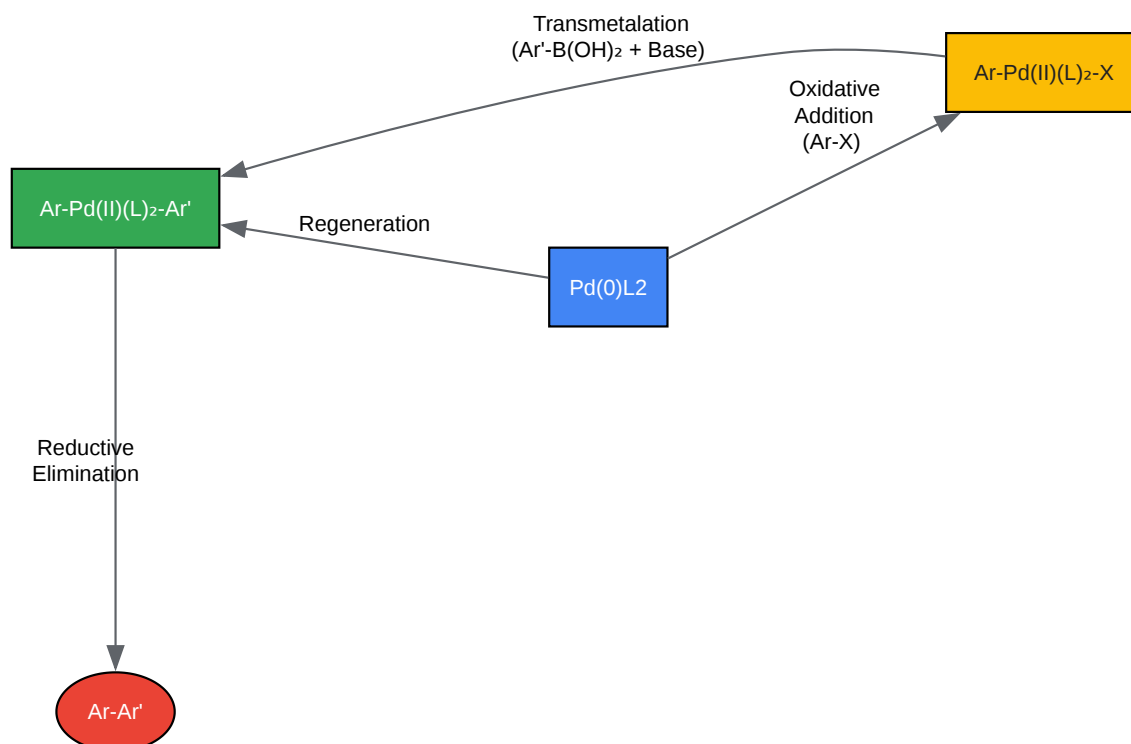 Transmetalation
(Ar'-B(OH)₂ + Base)
Ar-Pd(II)(L)₂-X
Oxidative
Addition
(Ar-X)
Ar-Pd(II)(L)₂-Ar'
Regeneration
Pd(0)L2
Reductive
Elimination
Ar-Ar'